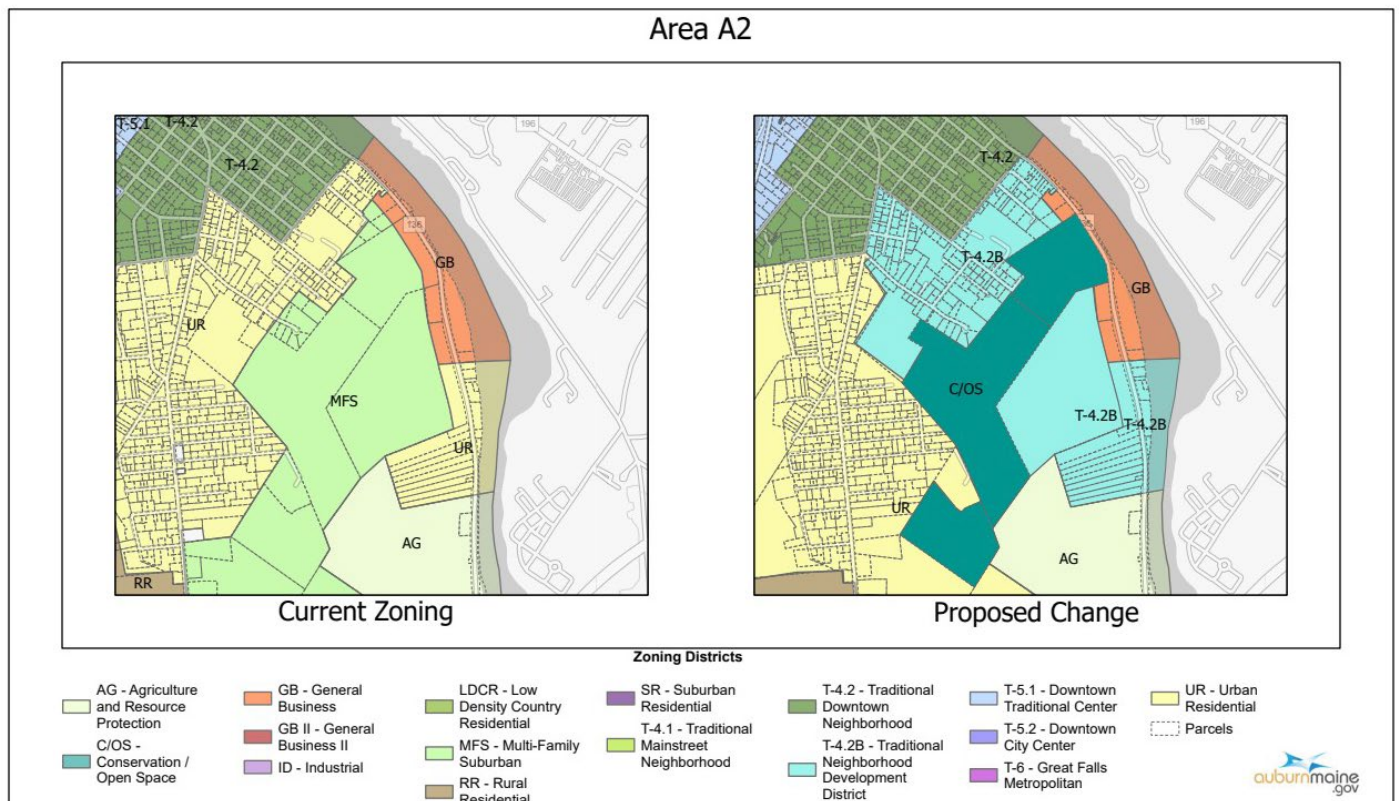 Area A2
T-5.1
T-4.2
T-4.2
196
136
GB
UR
MFS
UR
AG
RR
Current Zoning
T-4.2
196
T-4.2B
GB
C/OS
T-4.2B
T-4.2B
UR
AG
Proposed Change
Zoning Districts
AG - Agriculture
and Resource
Protection
C/OS -
Conservation /
Open Space
GB - General
Business
GB II - General
Business II
ID - Industrial
LDCR - Low
Density Country
Residential
MFS - Multi-Family
Suburban
RR - Rural
Residential
SR - Suburban
Residential
T-4.1 - Traditional
Mainstreet
Neighborhood
T-4.2 - Traditional
Downtown
Neighborhood
T-4.2B - Traditional
Neighborhood
Development
District
T-5.1 - Downtown
Traditional Center
T-5.2 - Downtown
City Center
T-6 - Great Falls
Metropolitan
UR - Urban
Residential
Parcels
auburnmaine
.gov